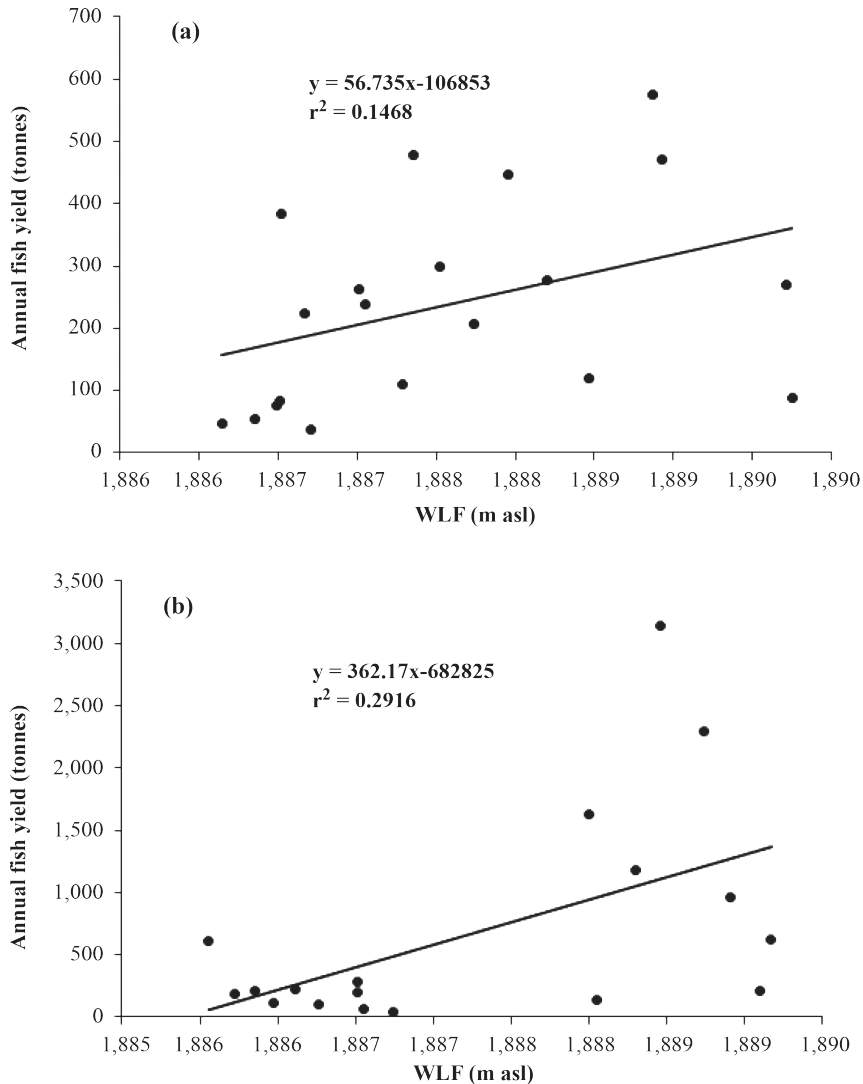 (a)
y = 56.735x-106853
r² = 0.1468
Annual fish yield (tonnes)
700
600
500
400
300
200
100
0
1,886 1,886 1,887 1,887 1,888 1,888 1,889 1,889 1,890 1,890
WLF (m asl)
(b)
y = 362.17x-682825
r² = 0.2916
Annual fish yield (tonnes)
3,500
3,000
2,500
2,000
1,500
1,000
500
0
1,885 1,886 1,886 1,887 1,887 1,888 1,888 1,889 1,889 1,890
WLF (m asl)